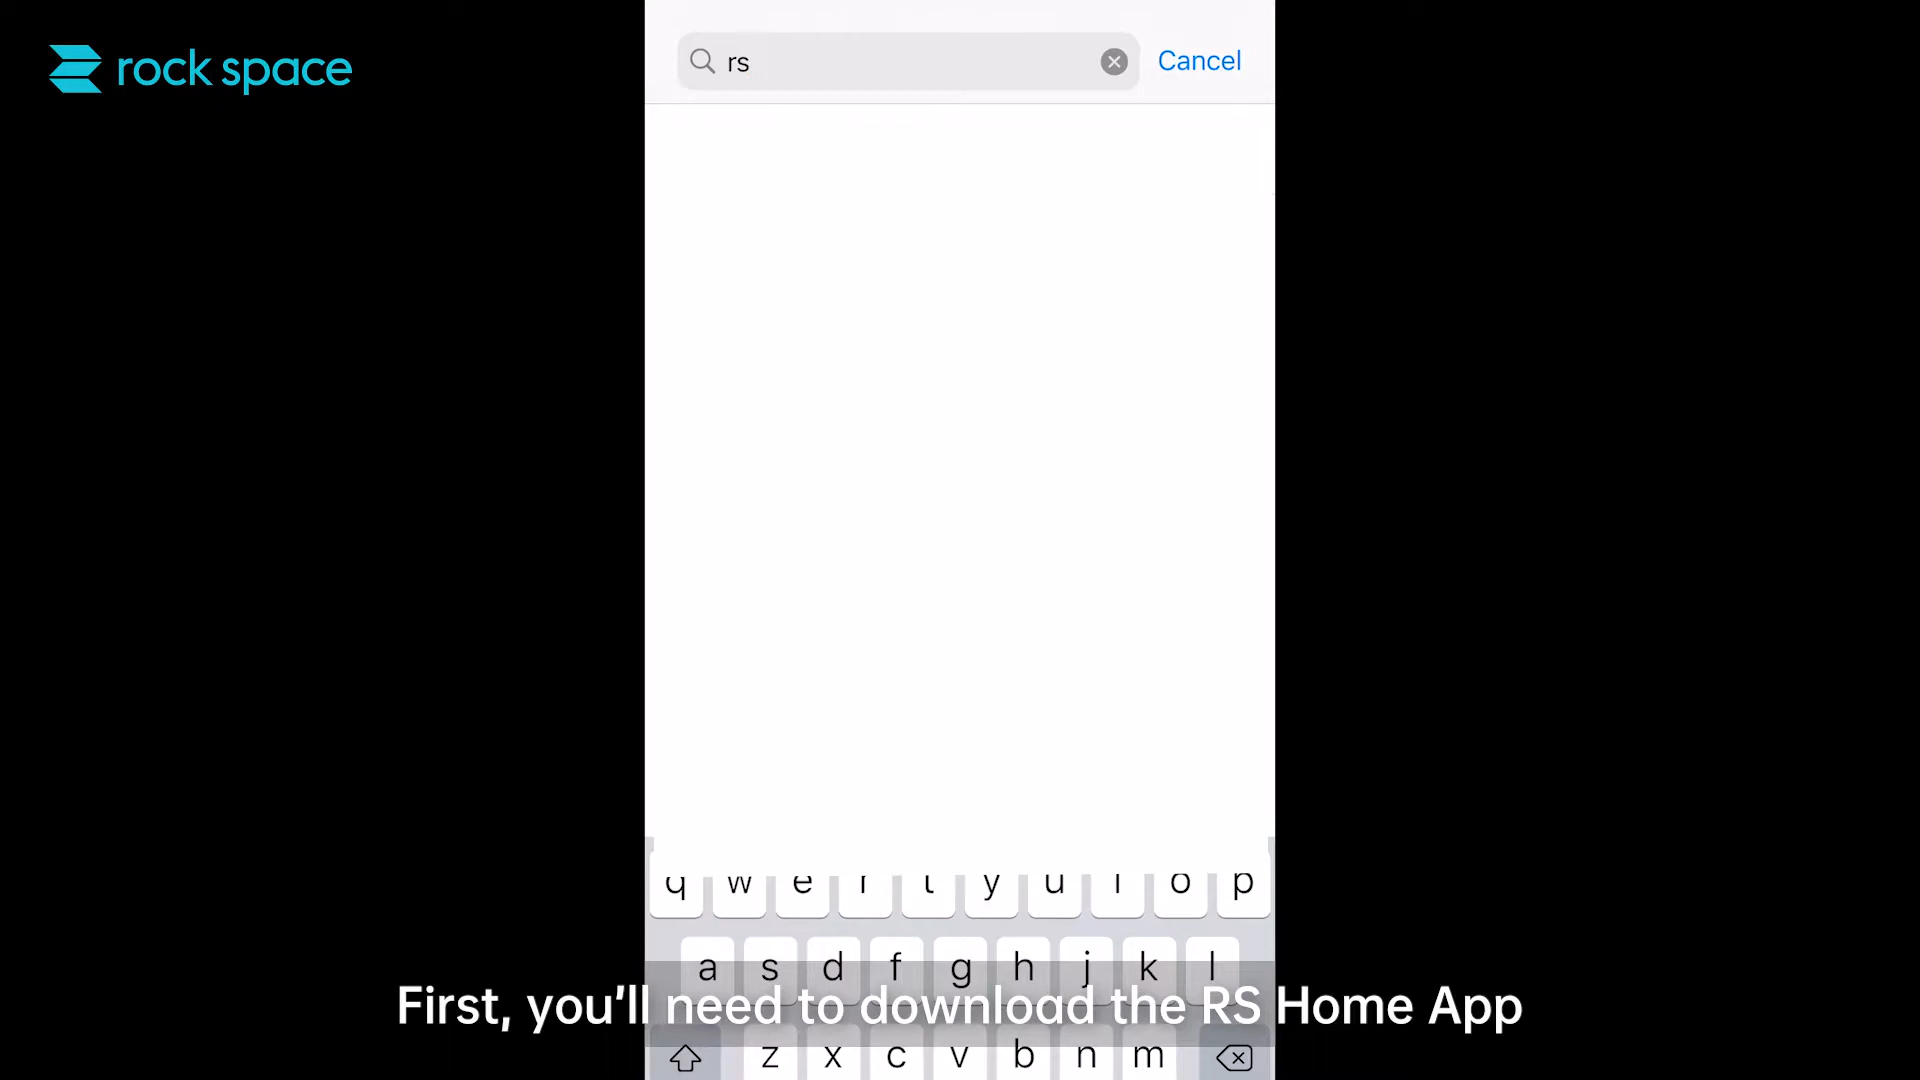 rock space
rs
Cancel
q w e r t y u i o p
a s d f g h j k l
First, you'll need to download the RS Home App
z x c v b n m